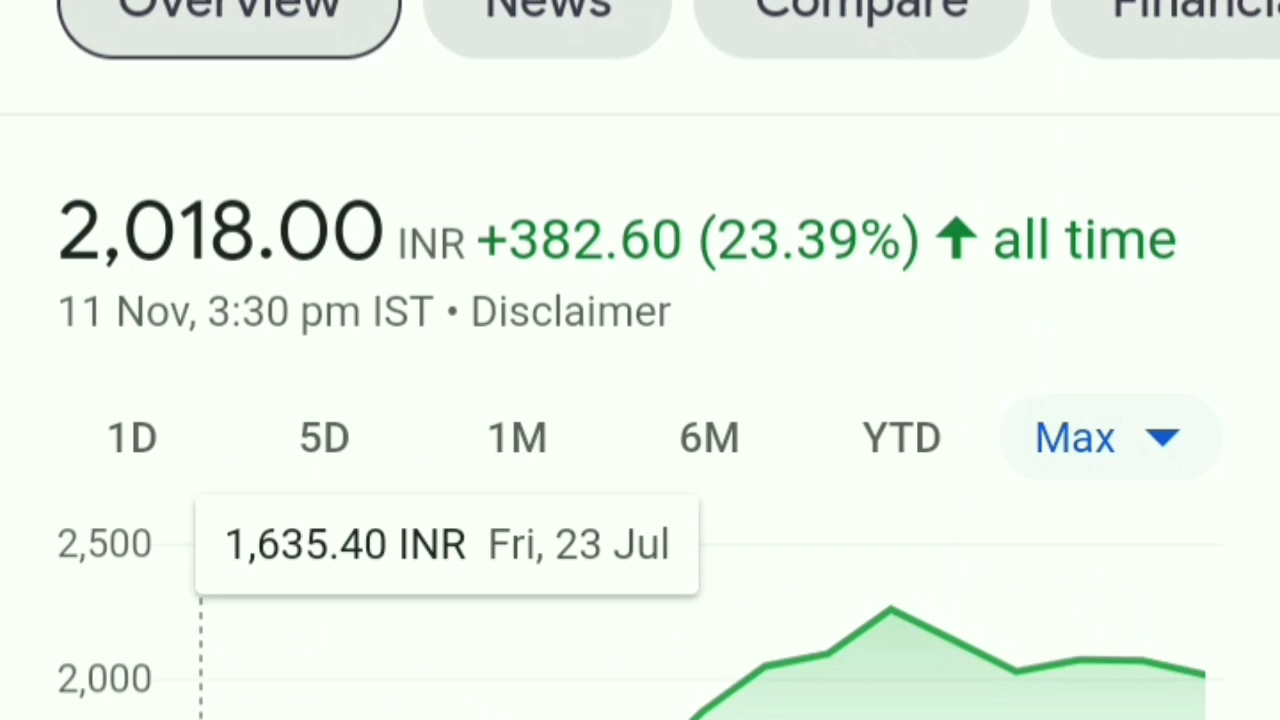 Overview News Compare
2,018.00 INR +382.60 (23.39%) ↑ all time
11 Nov, 3:30 pm IST • Disclaimer
1D 5D 1M 6M YTD Max
2,500 1,635.40 INR Fri, 23 Jul
2,000